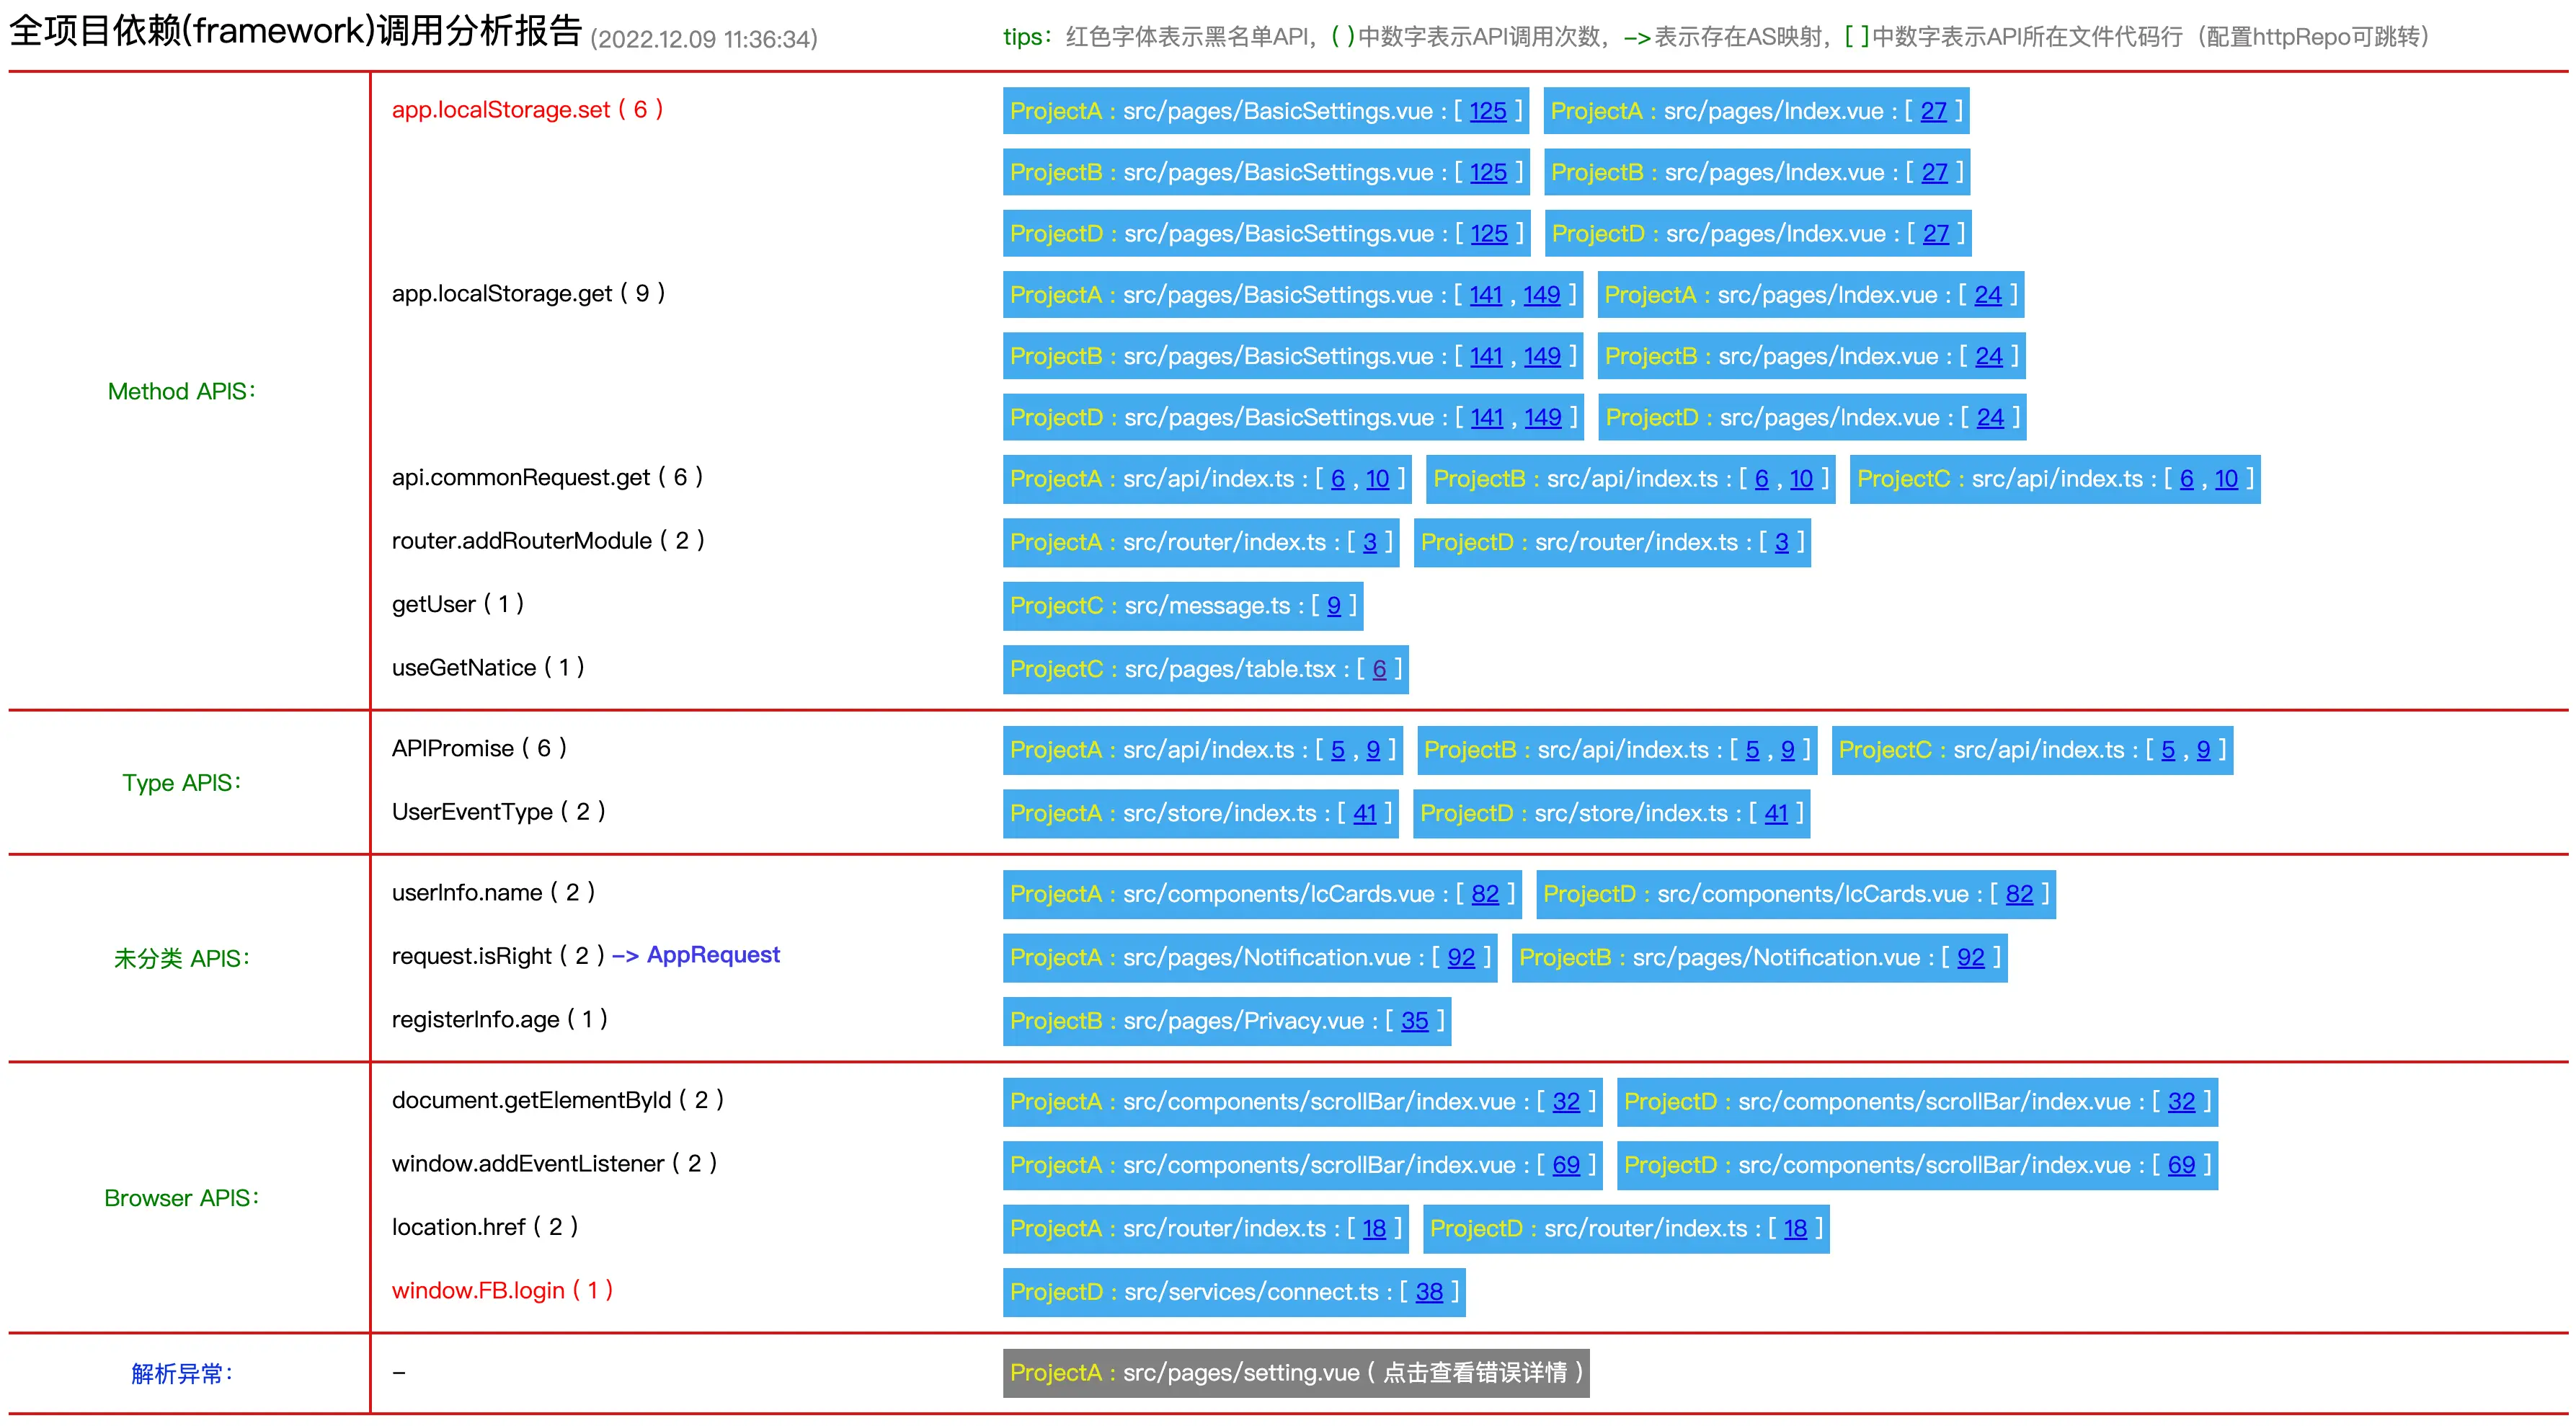 全项目依赖(framework)调用分析报告 (2022.12.09 11:36:34) tips：红色字体表示黑名单API，( )中数字表示API调用次数，–>表示存在AS映射，[ ]中数字表示API所在文件代码行（配置httpRepo可跳转）
Method APIS：
app.localStorage.set ( 6 ) ProjectA : src/pages/BasicSettings.vue : [ 125 ] ProjectA : src/pages/Index.vue : [ 27 ]
ProjectB : src/pages/BasicSettings.vue : [ 125 ] ProjectB : src/pages/Index.vue : [ 27 ]
ProjectD : src/pages/BasicSettings.vue : [ 125 ] ProjectD : src/pages/Index.vue : [ 27 ]
app.localStorage.get ( 9 ) ProjectA : src/pages/BasicSettings.vue : [ 141 , 149 ] ProjectA : src/pages/Index.vue : [ 24 ]
ProjectB : src/pages/BasicSettings.vue : [ 141 , 149 ] ProjectB : src/pages/Index.vue : [ 24 ]
ProjectD : src/pages/BasicSettings.vue : [ 141 , 149 ] ProjectD : src/pages/Index.vue : [ 24 ]
api.commonRequest.get ( 6 ) ProjectA : src/api/index.ts : [ 6 , 10 ] ProjectB : src/api/index.ts : [ 6 , 10 ] ProjectC : src/api/index.ts : [ 6 , 10 ]
router.addRouterModule ( 2 ) ProjectA : src/router/index.ts : [ 3 ] ProjectD : src/router/index.ts : [ 3 ]
getUser ( 1 ) ProjectC : src/message.ts : [ 9 ]
useGetNatice ( 1 ) ProjectC : src/pages/table.tsx : [ 6 ]
Type APIS：
APIPromise ( 6 ) ProjectA : src/api/index.ts : [ 5 , 9 ] ProjectB : src/api/index.ts : [ 5 , 9 ] ProjectC : src/api/index.ts : [ 5 , 9 ]
UserEventType ( 2 ) ProjectA : src/store/index.ts : [ 41 ] ProjectD : src/store/index.ts : [ 41 ]
未分类 APIS：
userInfo.name ( 2 ) ProjectA : src/components/IcCards.vue : [ 82 ] ProjectD : src/components/IcCards.vue : [ 82 ]
request.isRight ( 2 ) –> AppRequest ProjectA : src/pages/Notification.vue : [ 92 ] ProjectB : src/pages/Notification.vue : [ 92 ]
registerInfo.age ( 1 ) ProjectB : src/pages/Privacy.vue : [ 35 ]
Browser APIS：
document.getElementById ( 2 ) ProjectA : src/components/scrollBar/index.vue : [ 32 ] ProjectD : src/components/scrollBar/index.vue : [ 32 ]
window.addEventListener ( 2 ) ProjectA : src/components/scrollBar/index.vue : [ 69 ] ProjectD : src/components/scrollBar/index.vue : [ 69 ]
location.href ( 2 ) ProjectA : src/router/index.ts : [ 18 ] ProjectD : src/router/index.ts : [ 18 ]
window.FB.login ( 1 ) ProjectD : src/services/connect.ts : [ 38 ]
解析异常： – ProjectA : src/pages/setting.vue ( 点击查看错误详情 )